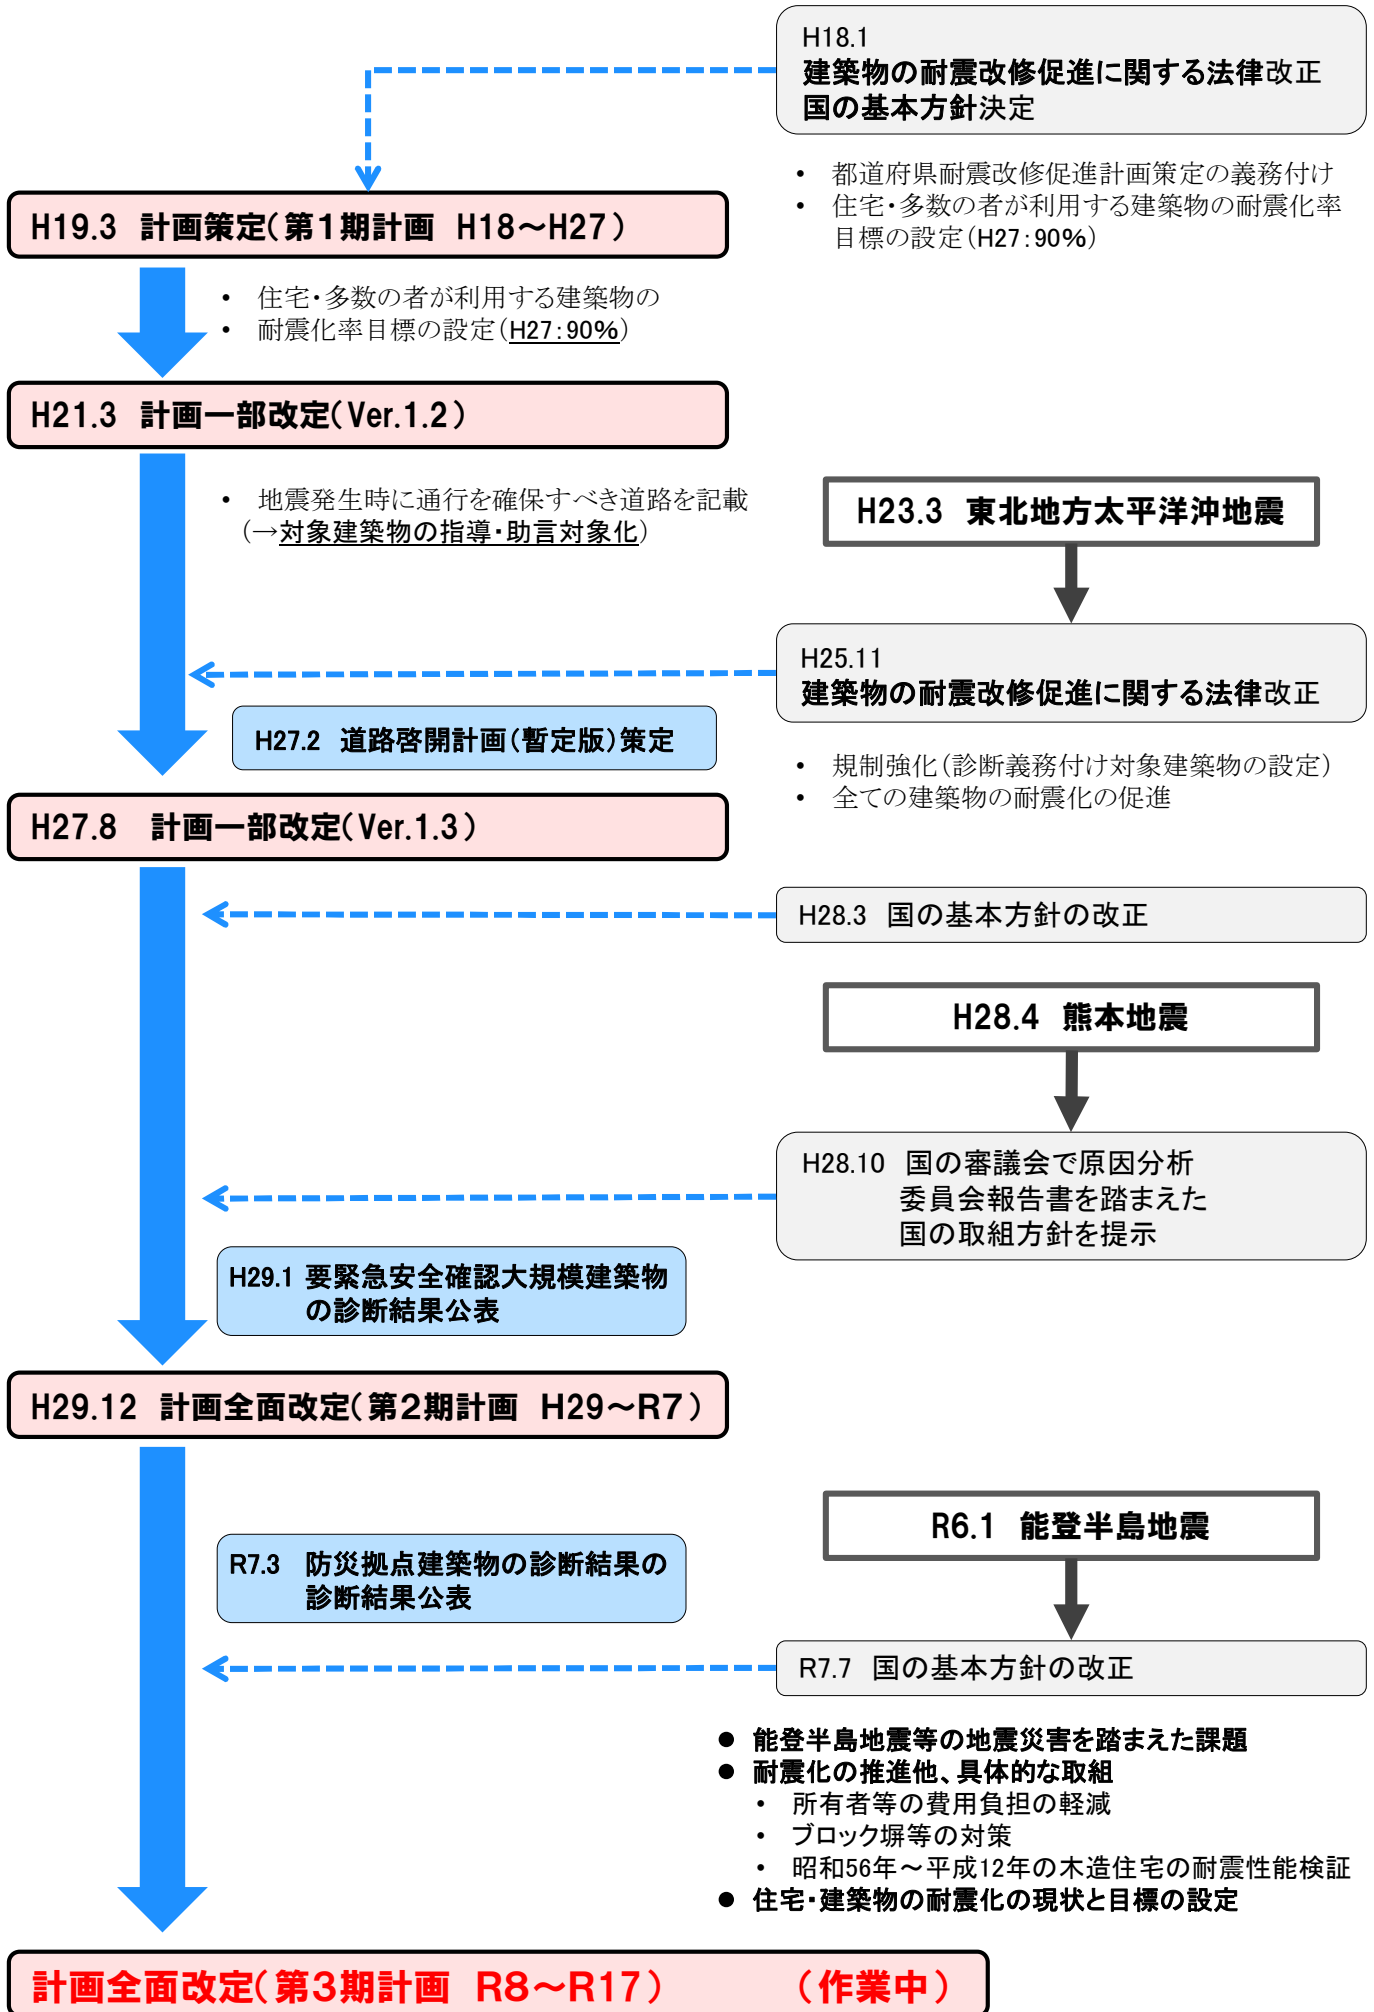 H18.1
建築物の耐震改修促進に関する法律改正
国の基本方針決定
• 都道府県耐震改修促進計画策定の義務付け
• 住宅・多数の者が利用する建築物の耐震化率
目標の設定(H27:90%)
H19.3 計画策定(第1期計画 H18～H27)
• 住宅・多数の者が利用する建築物の
• 耐震化率目標の設定(H27:90%)
H21.3 計画一部改定(Ver.1.2)
• 地震発生時に通行を確保すべき道路を記載
(→対象建築物の指導・助言対象化)
H23.3 東北地方太平洋沖地震
H25.11
建築物の耐震改修促進に関する法律改正
• 規制強化(診断義務付け対象建築物の設定)
• 全ての建築物の耐震化の促進
H27.2 道路啓開計画(暫定版)策定
H27.8 計画一部改定(Ver.1.3)
H28.3 国の基本方針の改正
H28.4 熊本地震
H28.10 国の審議会で原因分析
委員会報告書を踏まえた
国の取組方針を提示
H29.1 要緊急安全確認大規模建築物
の診断結果公表
H29.12 計画全面改定(第2期計画 H29～R7)
R6.1 能登半島地震
R7.3 防災拠点建築物の診断結果の
診断結果公表
R7.7 国の基本方針の改正
● 能登半島地震等の地震災害を踏まえた課題
● 耐震化の推進他、具体的な取組
・ 所有者等の費用負担の軽減
・ ブロック塀等の対策
・ 昭和56年～平成12年の木造住宅の耐震性能検証
● 住宅・建築物の耐震化の現状と目標の設定
計画全面改定(第3期計画 R8～R17) (作業中)